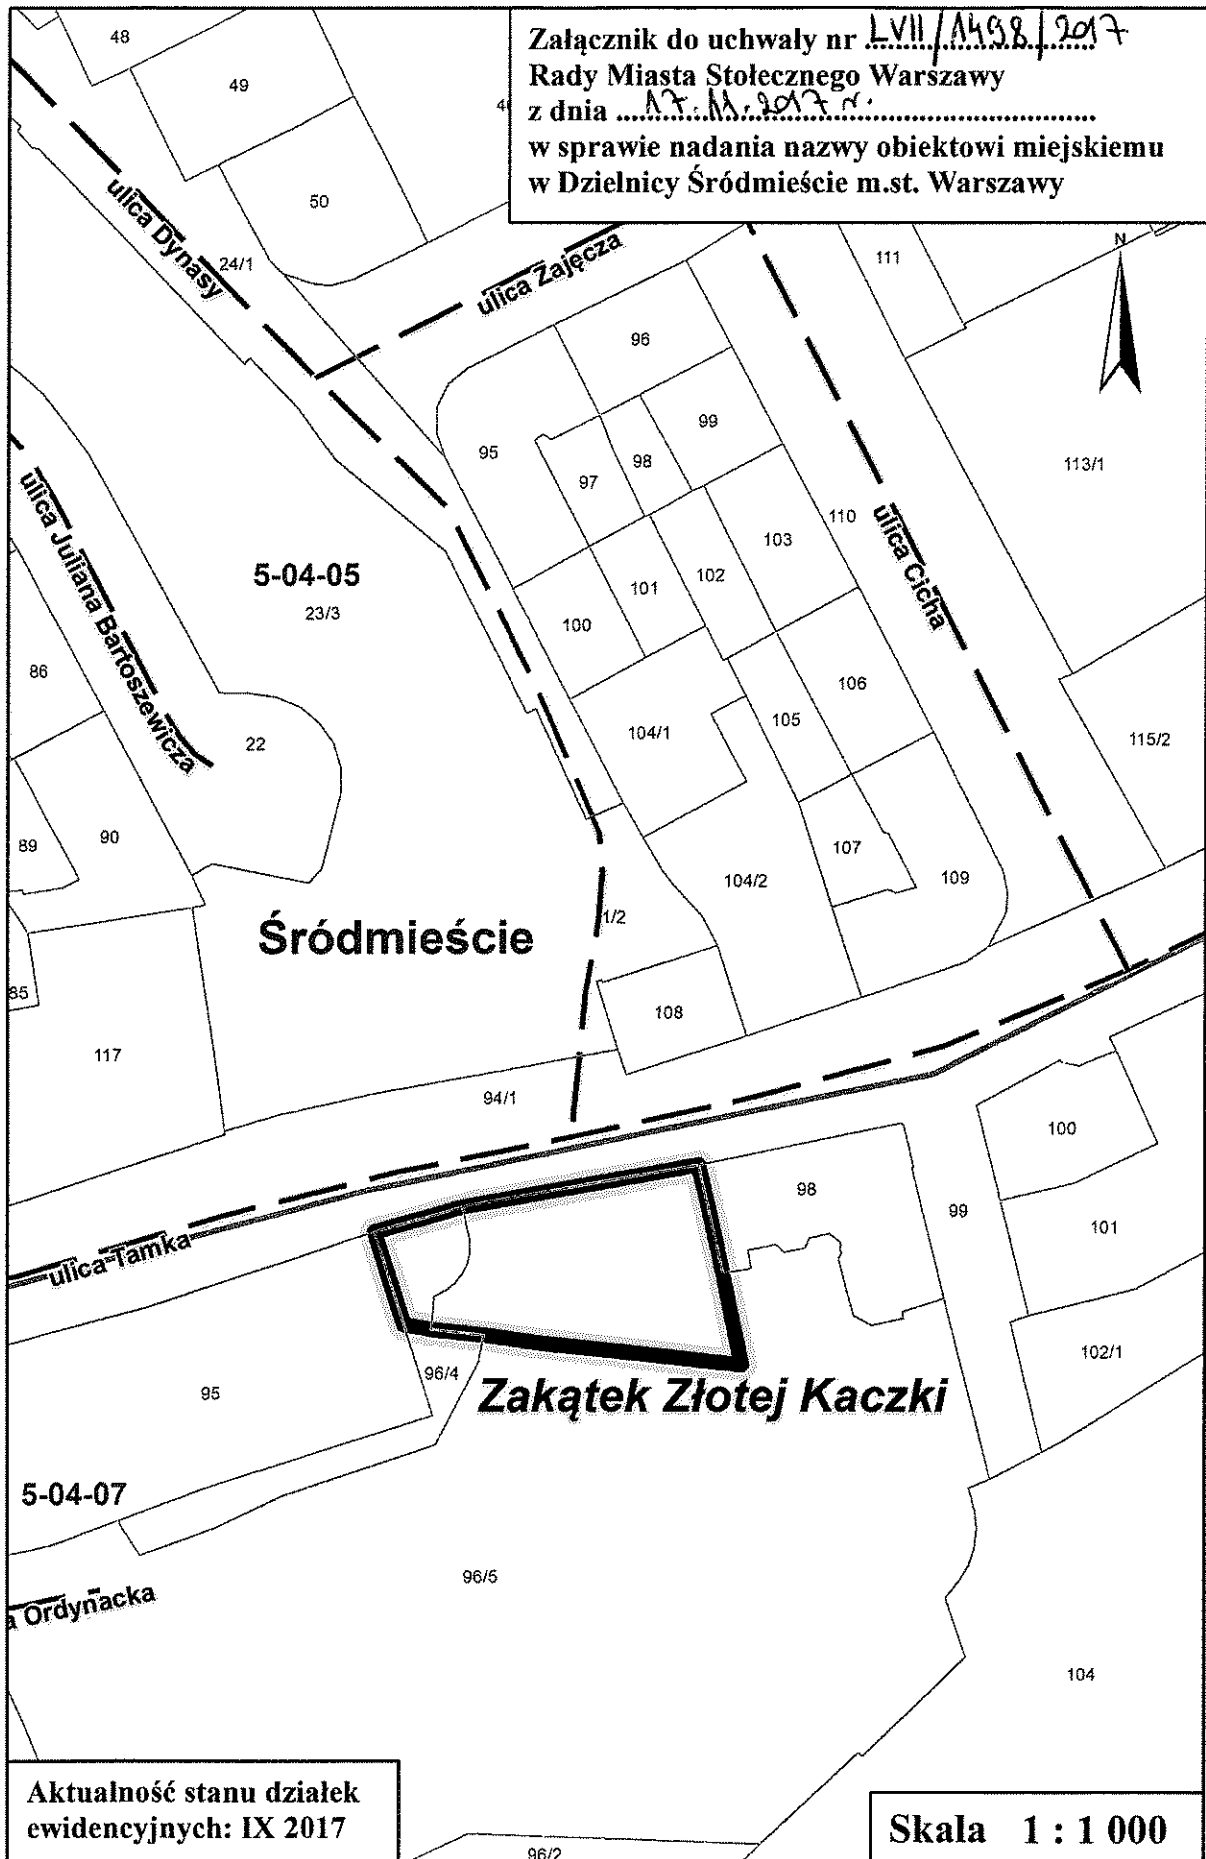 Załącznik do uchwały nr LVII/1498/2017
Rady Miasta Stołecznego Warszawy
z dnia 17.11.2017 r.
w sprawie nadania nazwy obiektowi miejskiemu
w Dzielnicy Śródmieście m.st. Warszawy
48
49
50
24/1
ulica Dynasy
ulica Zajęcza
111
N
96
95
99
98
97
113/1
110
ulica Cicha
103
102
101
100
ulica Juliana Bartoszewicza
5-04-05
23/3
86
106
105
104/1
22
115/2
90
89
107
109
104/2
1/2
Śródmieście
85
108
117
94/1
100
98
99
101
ulica Tamka
102/1
96/4
95
Zakątek Złotej Kaczki
5-04-07
96/5
a Ordynacka
104
Aktualność stanu działek
ewidencyjnych: IX 2017
96/2
Skala 1 : 1 000